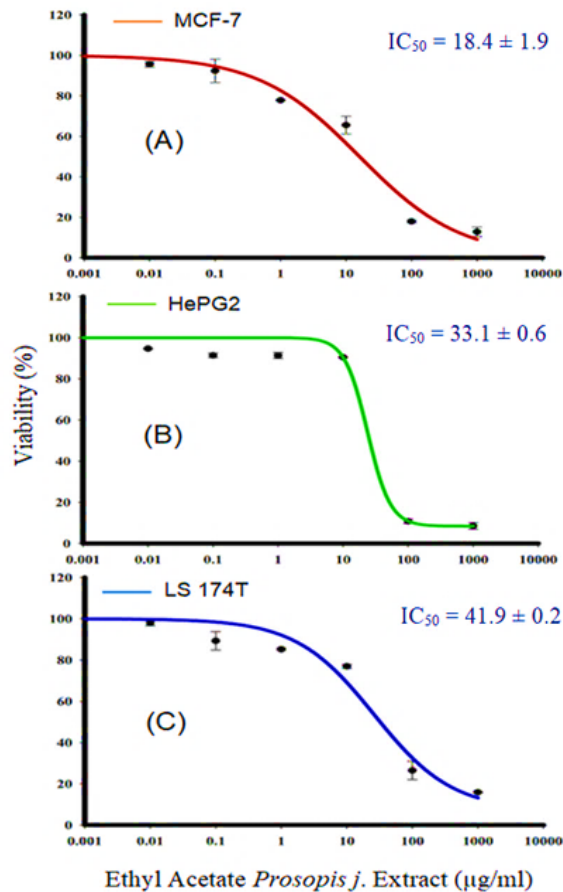 MCF-7
IC50 = 18.4 ± 1.9
120
100
80
60
40
20
0
(A)
0.001 0.01 0.1 1 10 100 1000 10000
HePG2
IC50 = 33.1 ± 0.6
120
100
80
60
40
20
0
(B)
0.001 0.01 0.1 1 10 100 1000 10000
Viability (%)
LS 174T
IC50 = 41.9 ± 0.2
120
100
80
60
40
20
0
(C)
0.001 0.01 0.1 1 10 100 1000 10000
Ethyl Acetate Prosopis j. Extract (µg/ml)